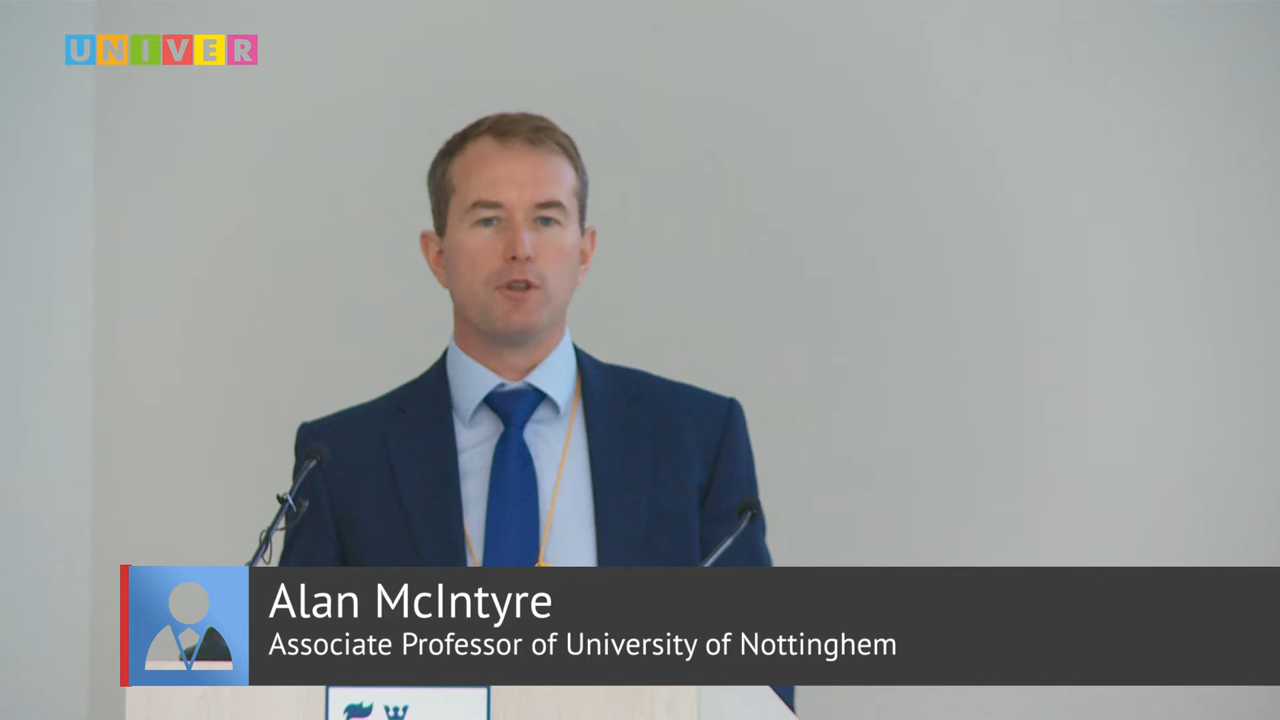 UNIVER
Alan McIntyre
Associate Professor of University of Nottinghem